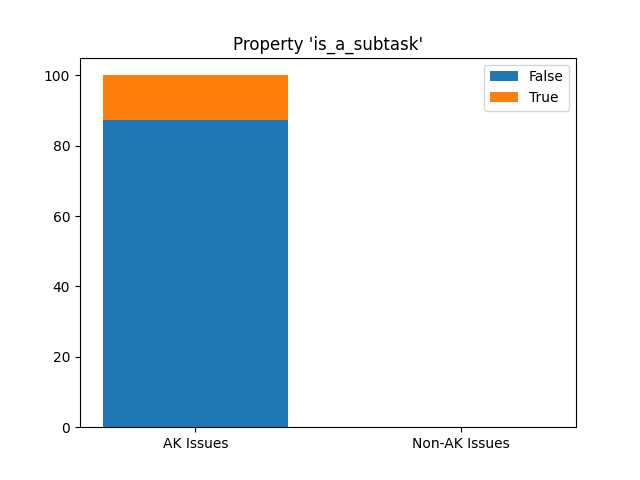 Property 'is_a_subtask'
100
80
60
40
20
0
False
True
AK Issues
Non-AK Issues